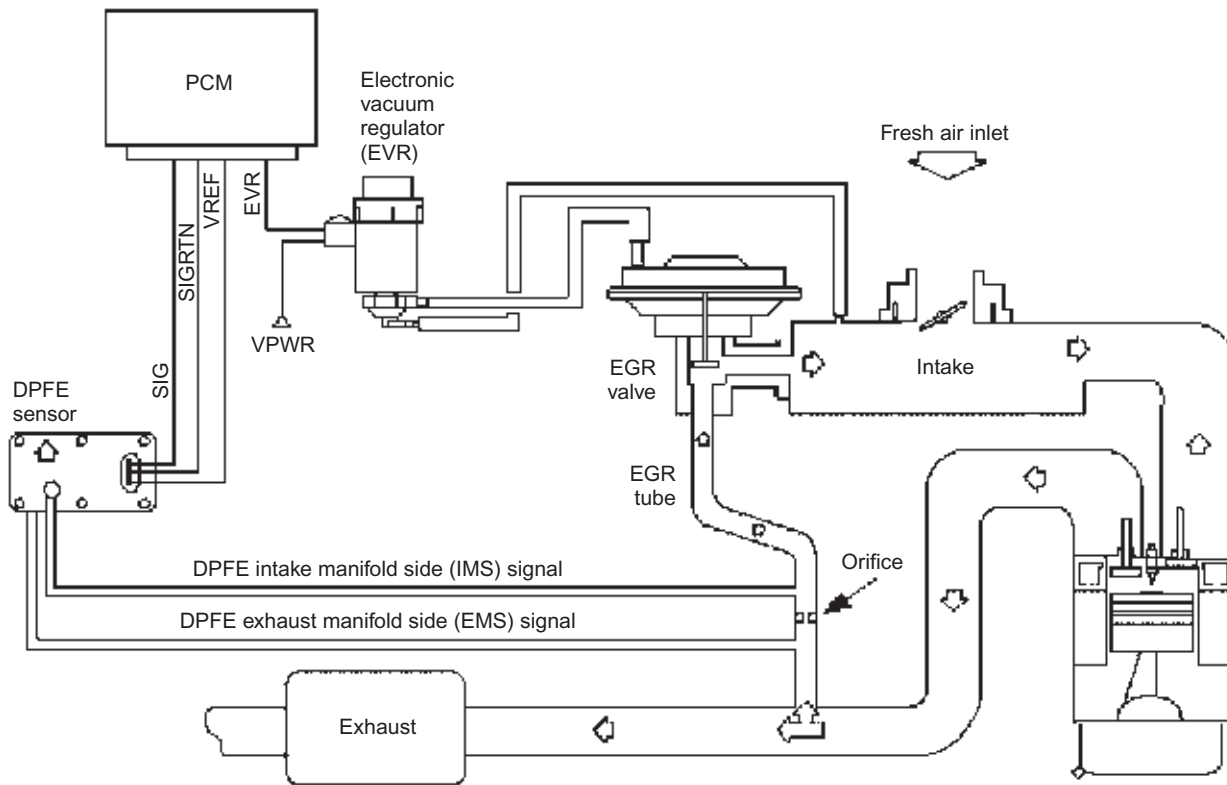 PCM
Electronic
vacuum
regulator
(EVR)
Fresh air inlet
SIGRTN
VREF
EVR
VPWR
SIG
DPFE
sensor
EGR
valve
Intake
EGR
tube
Orifice
DPFE intake manifold side (IMS) signal
DPFE exhaust manifold side (EMS) signal
Exhaust